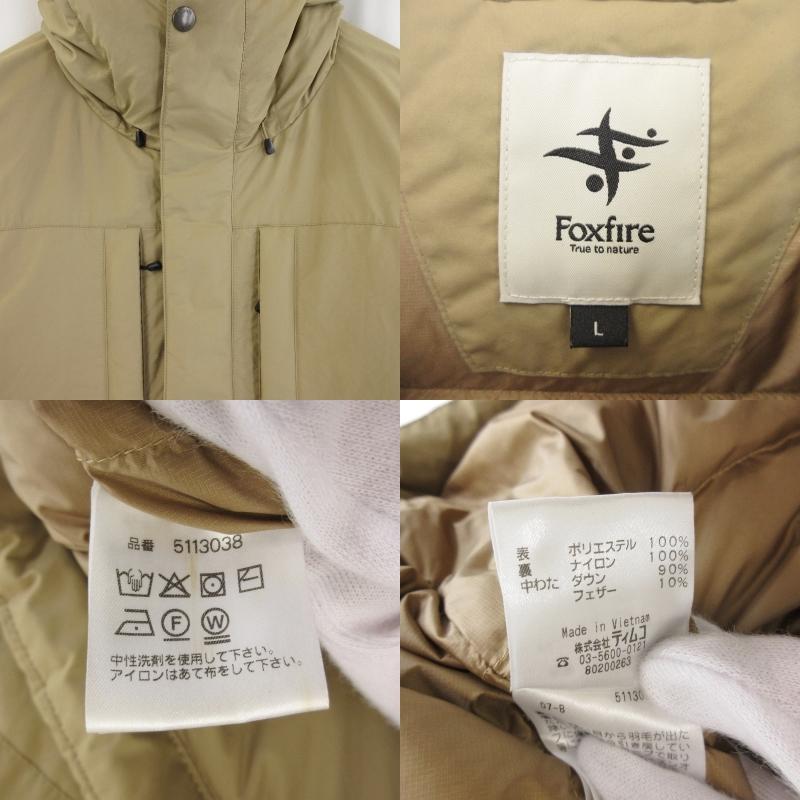 Foxfire
True to nature
L
品番 5113038
F W
中性洗剤を使用して下さい。
アイロンはあて布をして下さい。
表 ポリエステル 100%
裏 ナイロン 100%
中わた ダウン 90%
フェザー 10%
Made in Vietnam
株式会社ティムコ
03-5600-0121
80200263
07-B 5113